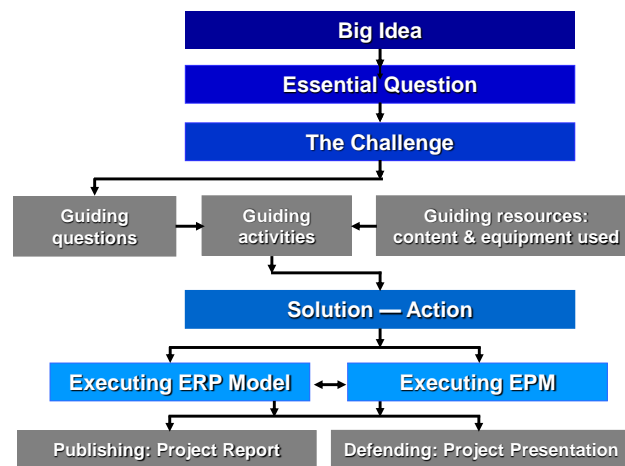 Big Idea
Essential Question
The Challenge
Guiding
questions
Guiding
activities
Guiding resources:
content & equipment used
Solution — Action
Executing ERP Model
Executing EPM
Publishing: Project Report
Defending: Project Presentation